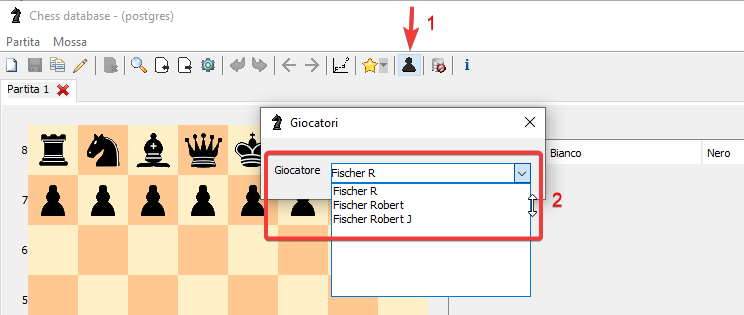 Chess database - (postgres)
1
Partita Mossa
i
Partita 1
Giocatori
8
Bianco Nero
Giocatore Fischer R
Fischer R
7
Fischer Robert
2
Fischer Robert J
6
5